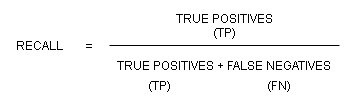 TRUE POSITIVES
(TP)
RECALL =
TRUE POSITIVES + FALSE NEGATIVES
(TP) (FN)